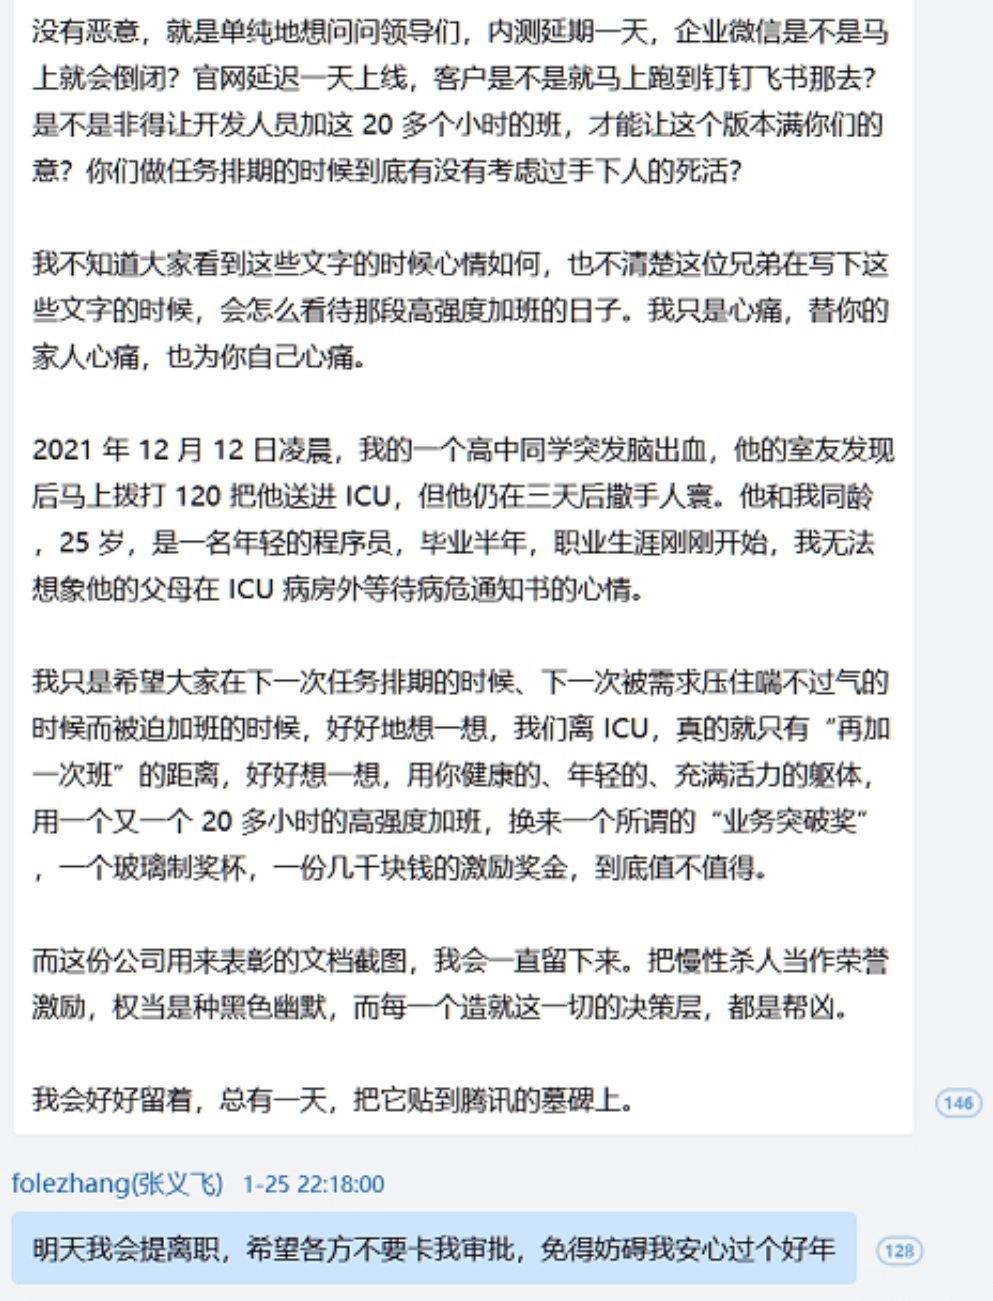 没有恶意，就是单纯地想问问领导们，内测延期一天，企业微信是不是马
上就会倒闭？官网延迟一天上线，客户是不是就马上跑到钉钉飞书那去？
是不是非得让开发人员加这 20 多个小时的班，才能让这个版本满你们的
意？你们做任务排期的时候到底有没有考虑过手下人的死活？
我不知道大家看到这些文字的时候心情如何，也不清楚这位兄弟在写下这
些文字的时候，会怎么看待那段高强度加班的日子。我只是心痛，替你的
家人心痛，也为你自己心痛。
2021 年 12 月 12 日凌晨，我的一个高中同学突发脑出血，他的室友发现
后马上拨打 120 把他送进 ICU，但他仍在三天后撒手人寰。他和我同龄
，25 岁，是一名年轻的程序员，毕业半年，职业生涯刚刚开始，我无法
想象他的父母在 ICU 病房外等待病危通知书的心情。
我只是希望大家在下一次任务排期的时候、下一次被需求压住喘不过气的
时候而被迫加班的时候，好好地想一想，我们离 ICU，真的就只有“再加
一次班”的距离，好好想一想，用你健康的、年轻的、充满活力的躯体，
用一个又一个 20 多小时的高强度加班，换来一个所谓的“业务突破奖”
，一个玻璃制奖杯，一份几千块钱的激励奖金，到底值不值得。
而这份公司用来表彰的文档截图，我会一直留下来。把慢性杀人当作荣誉
激励，权当是种黑色幽默，而每一个造就这一切的决策层，都是帮凶。
我会好好留着，总有一天，把它贴到腾讯的墓碑上。
146
folezhang(张义飞) 1-25 22:18:00
明天我会提离职，希望各方不要卡我审批，免得妨碍我安心过个好年
128